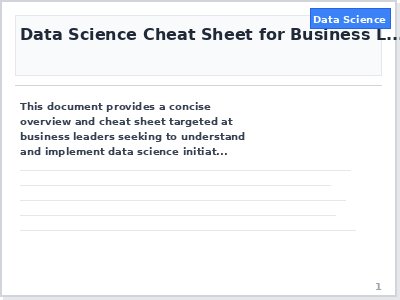 Data Science
Data Science Cheat Sheet for Business L...
This document provides a concise
overview and cheat sheet targeted at
business leaders seeking to understand
and implement data science initiat...
1